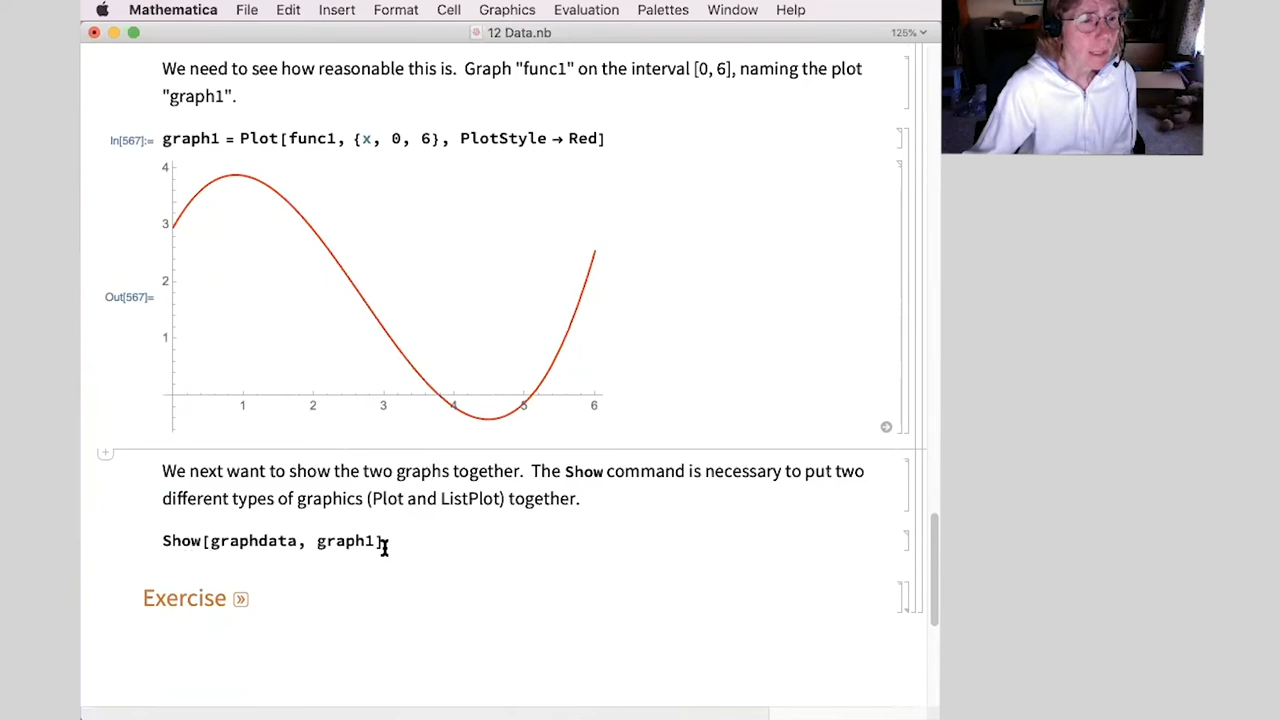 Mathematica File Edit Insert Format Cell Graphics Evaluation Palettes Window Help
12 Data.nb
125%
We need to see how reasonable this is. Graph "func1" on the interval [0, 6], naming the plot
"graph1".
In[567]:= graph1 = Plot[func1, {x, 0, 6}, PlotStyle → Red]
4
3
2
Out[567]=
1
1 2 3 4 5 6
We next want to show the two graphs together. The Show command is necessary to put two
different types of graphics (Plot and ListPlot) together.
Show[graphdata, graph1]
Exercise »